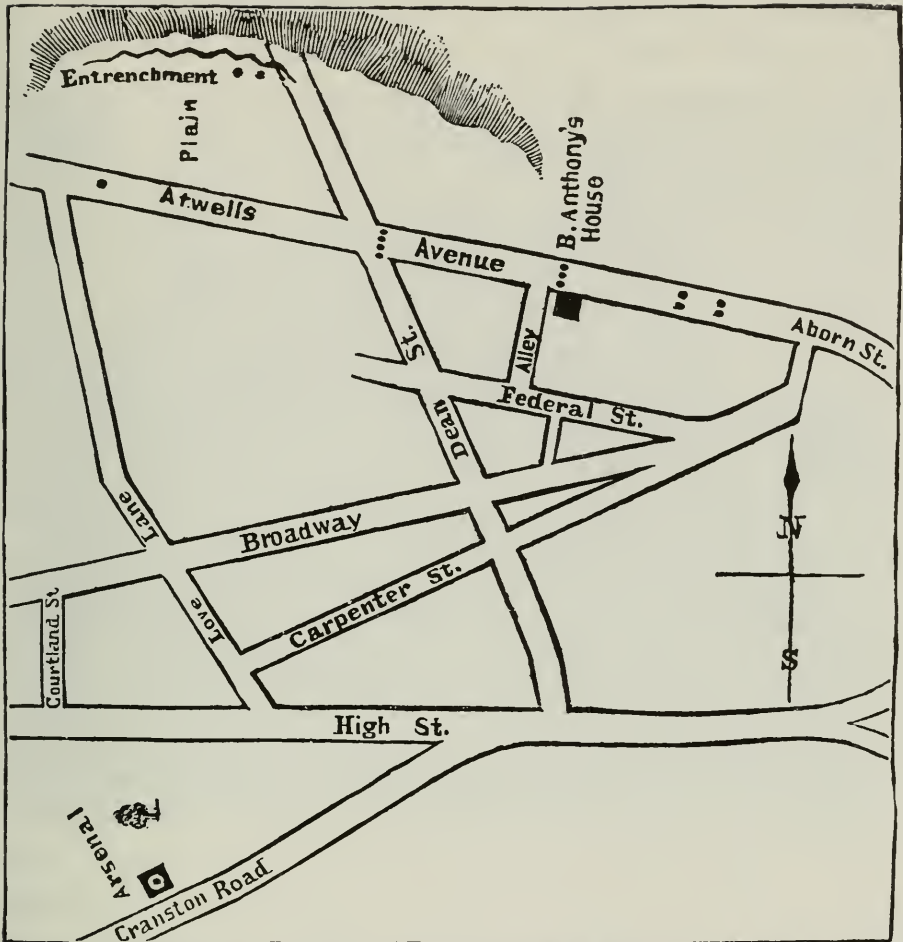 Entrenchment
Plain
B. Anthony's
House
Atwells
Avenue
Aborn St.
St.
Alley
Federal St.
Dean
Lane
Broadway
N
Love
Carpenter St.
Courtland St
S
High St.
Arsenal
Cranston Road